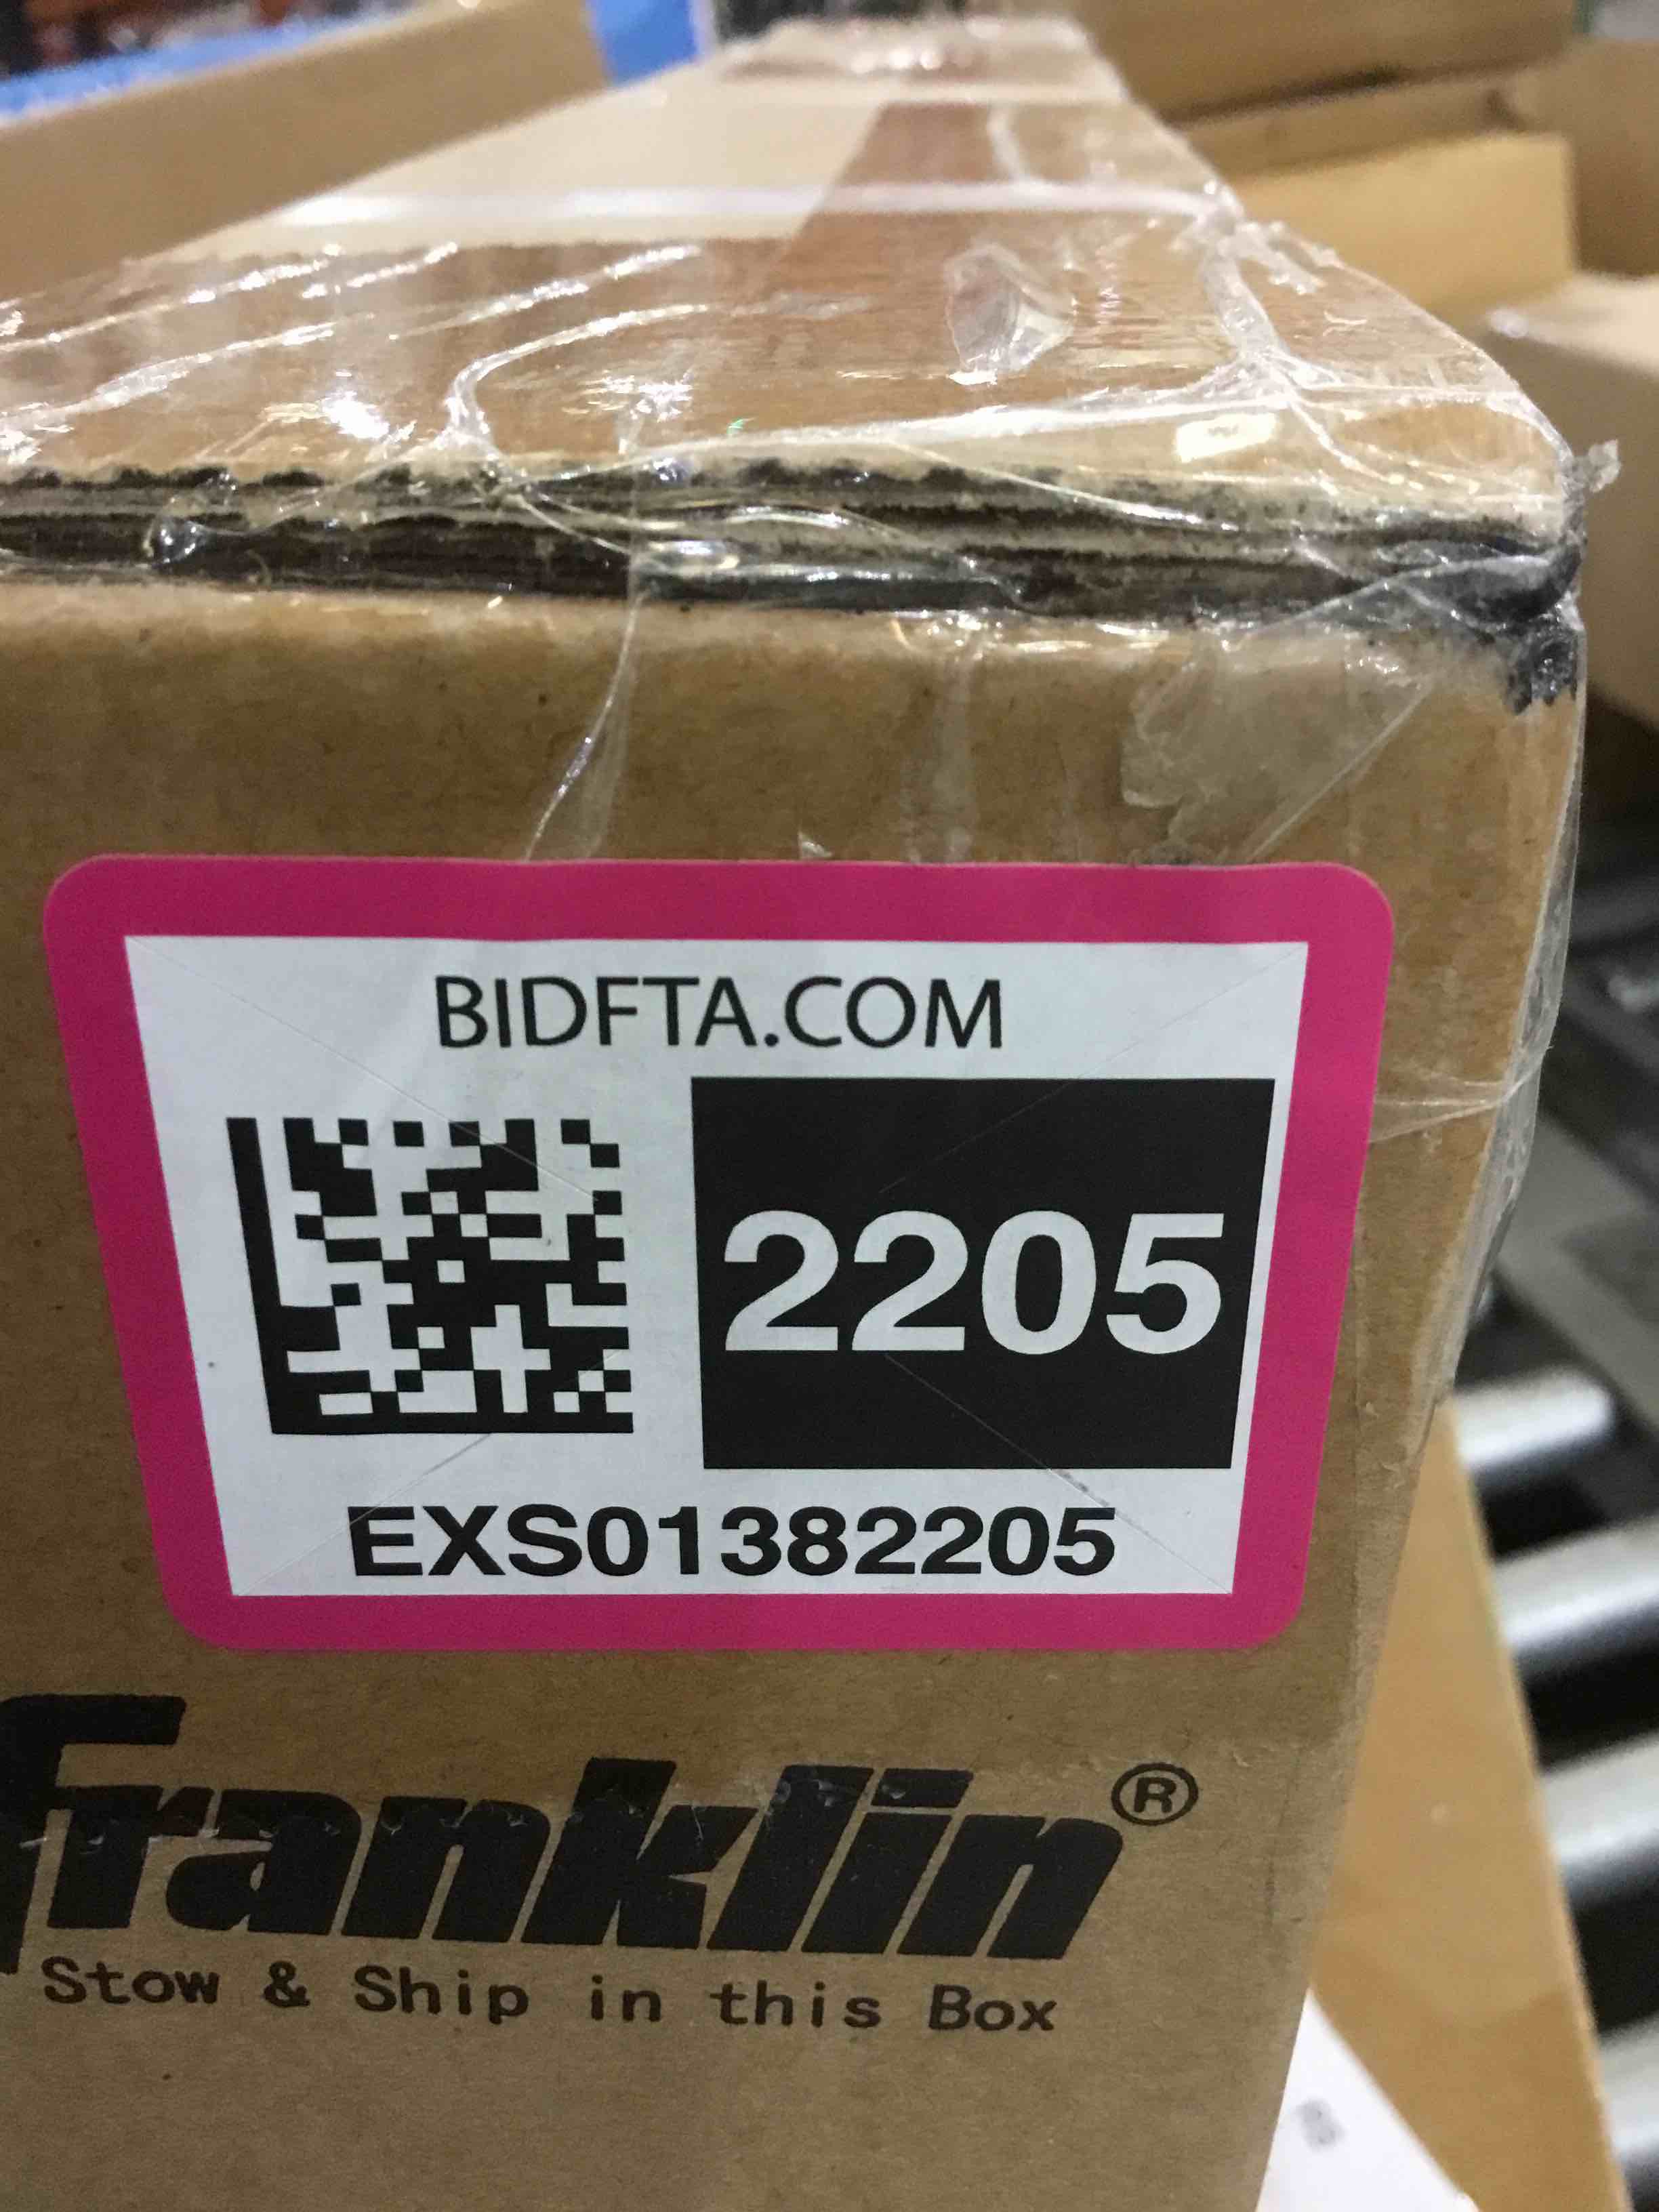 BIDFTA.COM
2205
EXS01382205
Franklin®
Stow & Ship in this Box